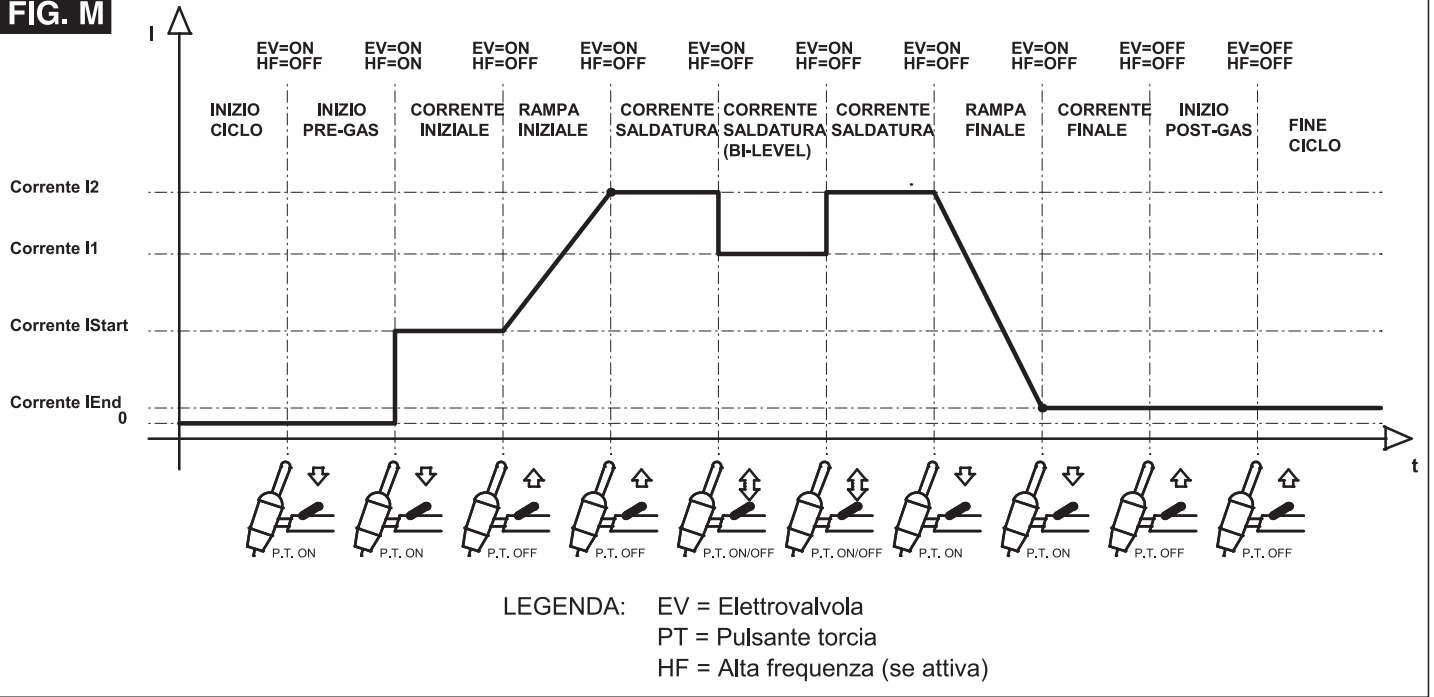 FIG. M
I
EV=ON EV=ON EV=ON EV=ON EV=ON EV=ON EV=ON EV=ON EV=OFF EV=OFF
HF=OFF HF=ON HF=OFF HF=OFF HF=OFF HF=OFF HF=OFF HF=OFF HF=OFF HF=OFF
INIZIO
CICLO
INIZIO
PRE-GAS
CORRENTE
INIZIALE
RAMPA
INIZIALE
CORRENTE
SALDATURA
CORRENTE
SALDATURA
(BI-LEVEL)
CORRENTE
SALDATURA
RAMPA
FINALE
CORRENTE
FINALE
INIZIO
POST-GAS
FINE
CICLO
Corrente I2
Corrente I1
Corrente IStart
Corrente IEnd
0
t
P.T. ON P.T. ON P.T. OFF P.T. OFF P.T. ON/OFF P.T. ON/OFF P.T. ON P.T. ON P.T. OFF P.T. OFF
LEGENDA: EV = Elettrovalvola
PT = Pulsante torcia
HF = Alta frequenza (se attiva)